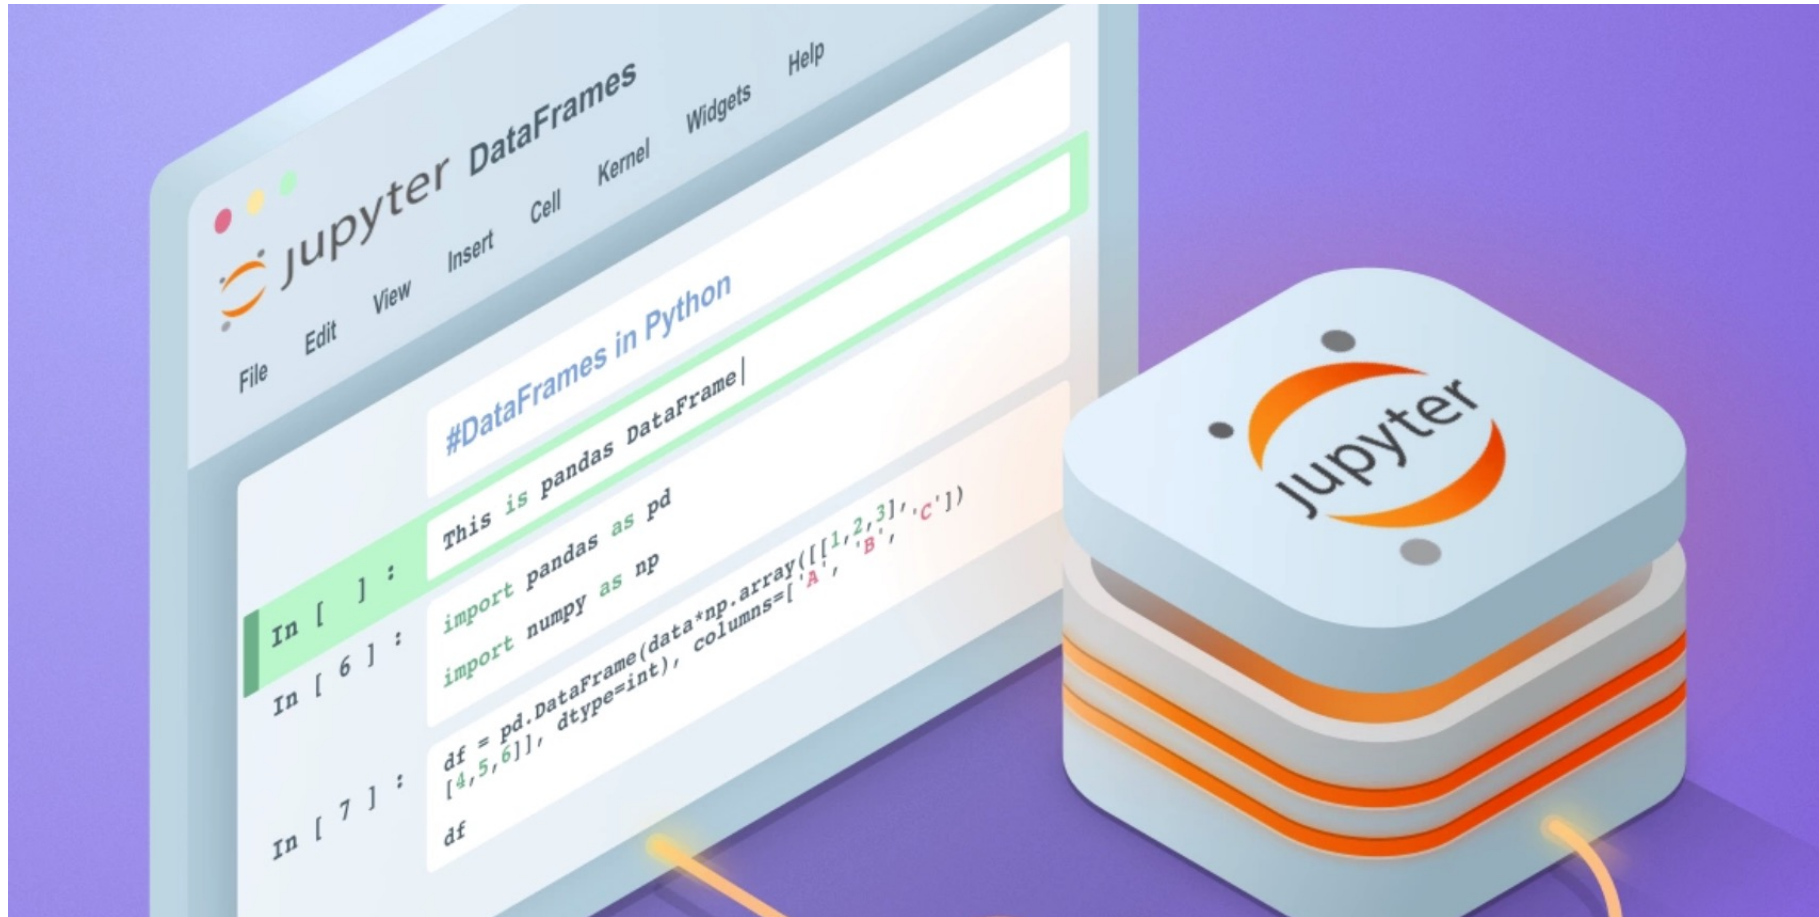 jupyter DataFrames
File Edit View Insert Cell Kernel Widgets Help
#DataFrames in Python
In [ ] : This is pandas DataFrame|
In [ 6 ] : import pandas as pd
import numpy as np
In [ 7 ] : df = pd.DataFrame(data*np.array([[1,2,3],
[4,5,6]], dtype=int), columns=['A', 'B', 'C'])
df
jupyter